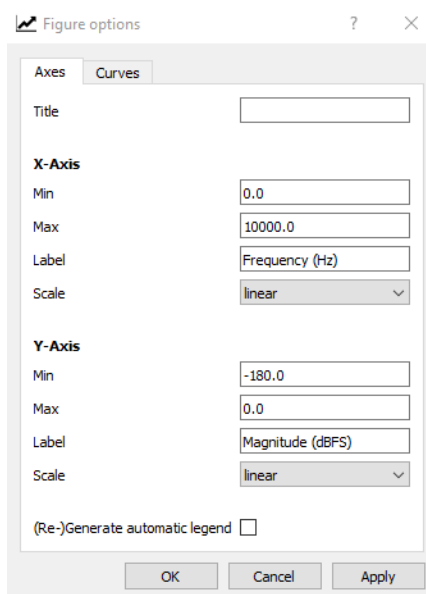 Figure options ? ×
Axes Curves
Title
X-Axis
Min 0.0
Max 10000.0
Label Frequency (Hz)
Scale linear
Y-Axis
Min -180.0
Max 0.0
Label Magnitude (dBFS)
Scale linear
(Re-)Generate automatic legend
OK Cancel Apply